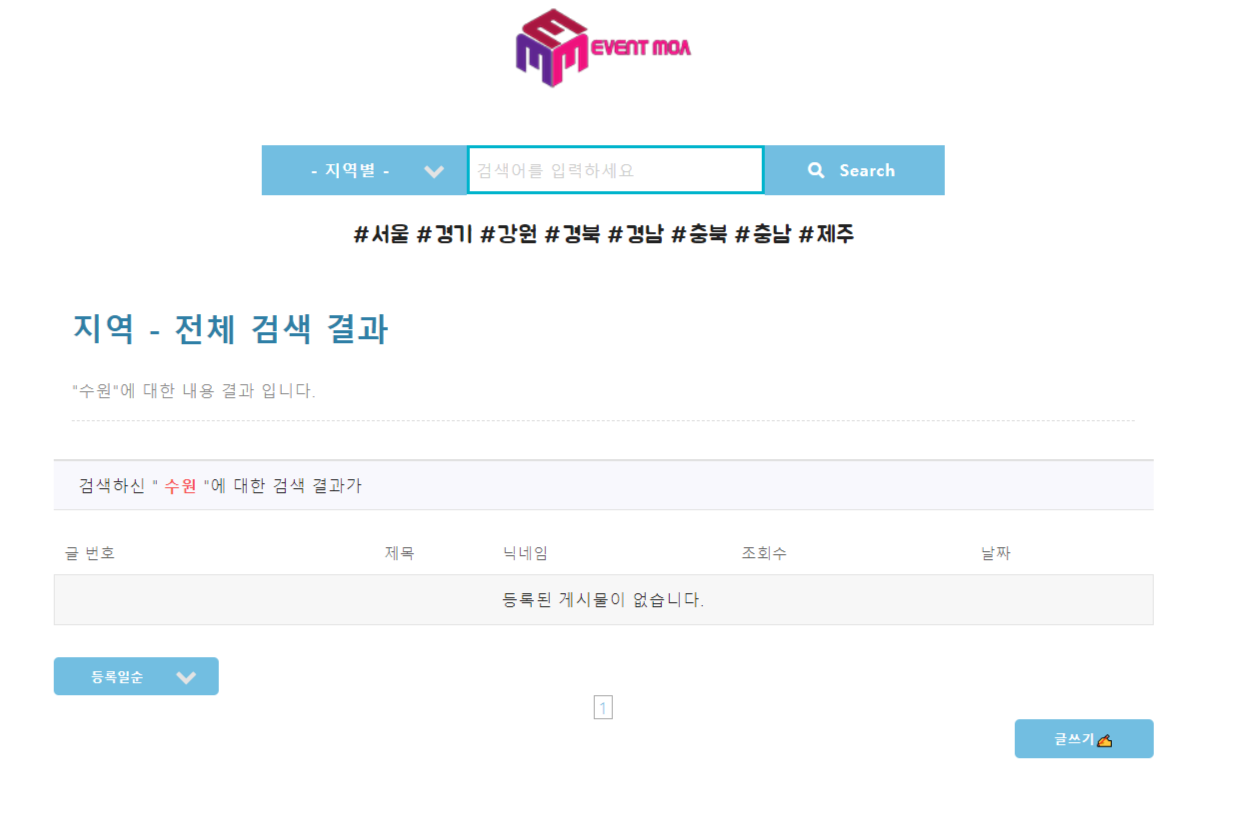 EVENT MOA
- 지역별 - 검색어를 입력하세요 Search
#서울 #경기 #강원 #경북 #경남 #충북 #충남 #제주
지역 - 전체 검색 결과
"수원"에 대한 내용 결과 입니다.
검색하신 " 수원 "에 대한 검색 결과가
글 번호 제목 닉네임 조회수 날짜
등록된 게시물이 없습니다.
등록일순
1
글쓰기✍